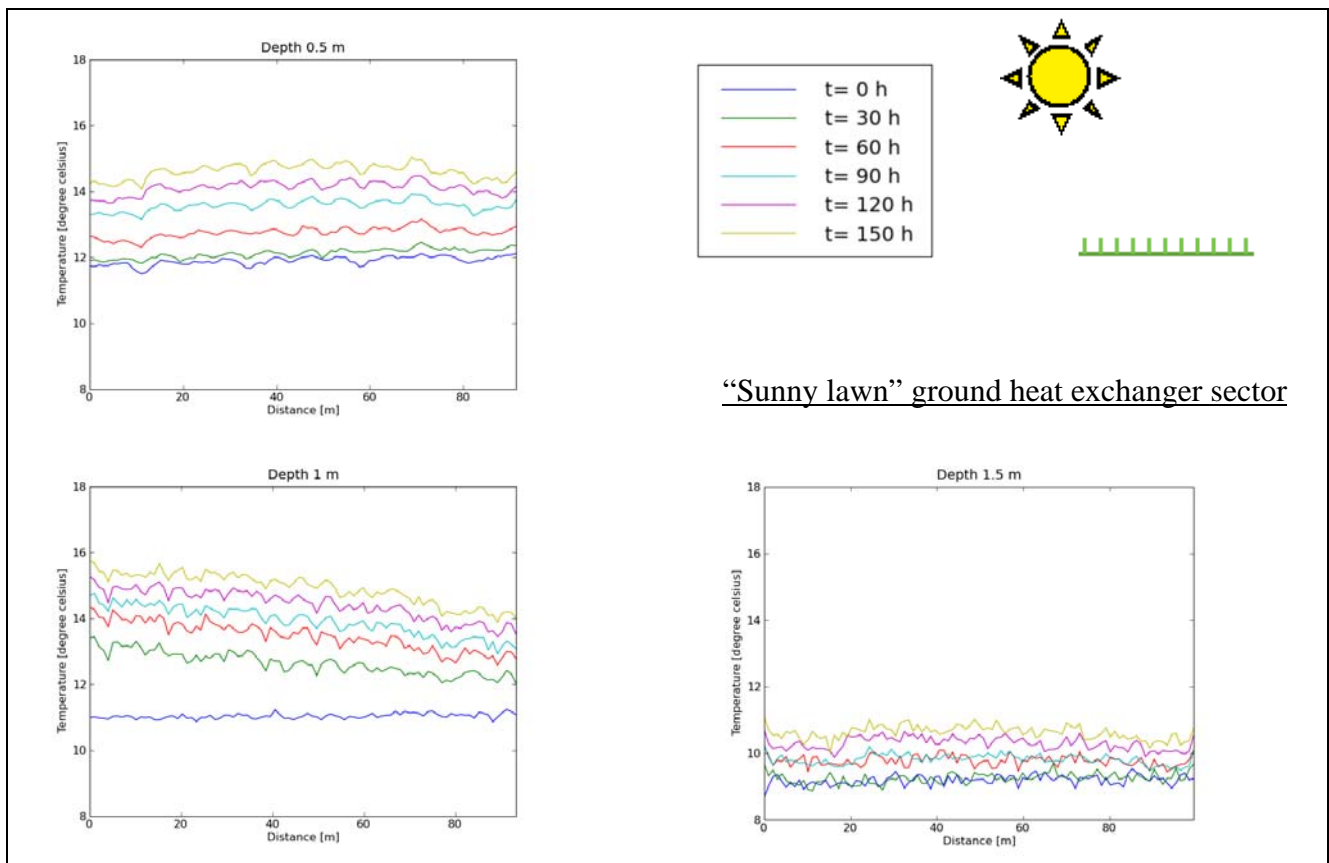 Depth 0.5 m
18
16
14
12
10
8
Temperature [degree celsius]
0 20 40 60 80
Distance [m]
t= 0 h
t= 30 h
t= 60 h
t= 90 h
t= 120 h
t= 150 h
“Sunny lawn” ground heat exchanger sector
Depth 1 m
18
16
14
12
10
8
Temperature [degree celsius]
0 20 40 60 80
Distance [m]
Depth 1.5 m
18
16
14
12
10
8
Temperature [degree celsius]
0 20 40 60 80
Distance [m]